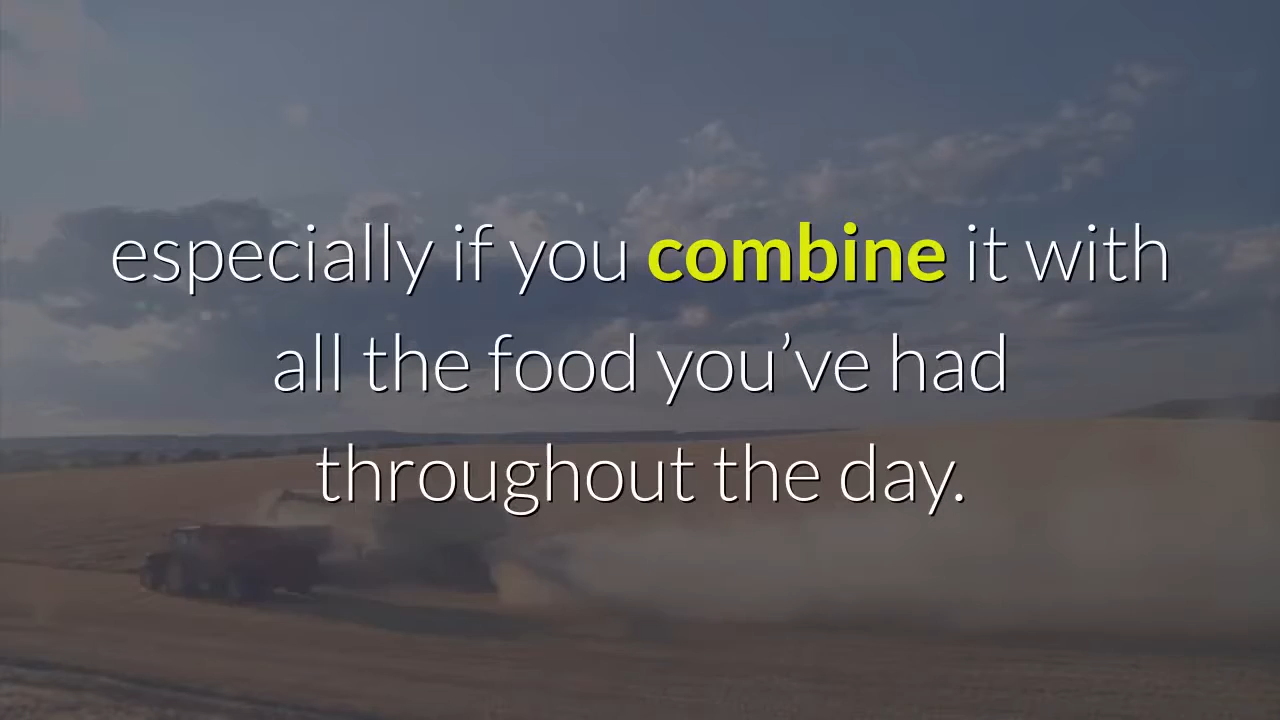 especially if you combine it with
all the food you’ve had
throughout the day.